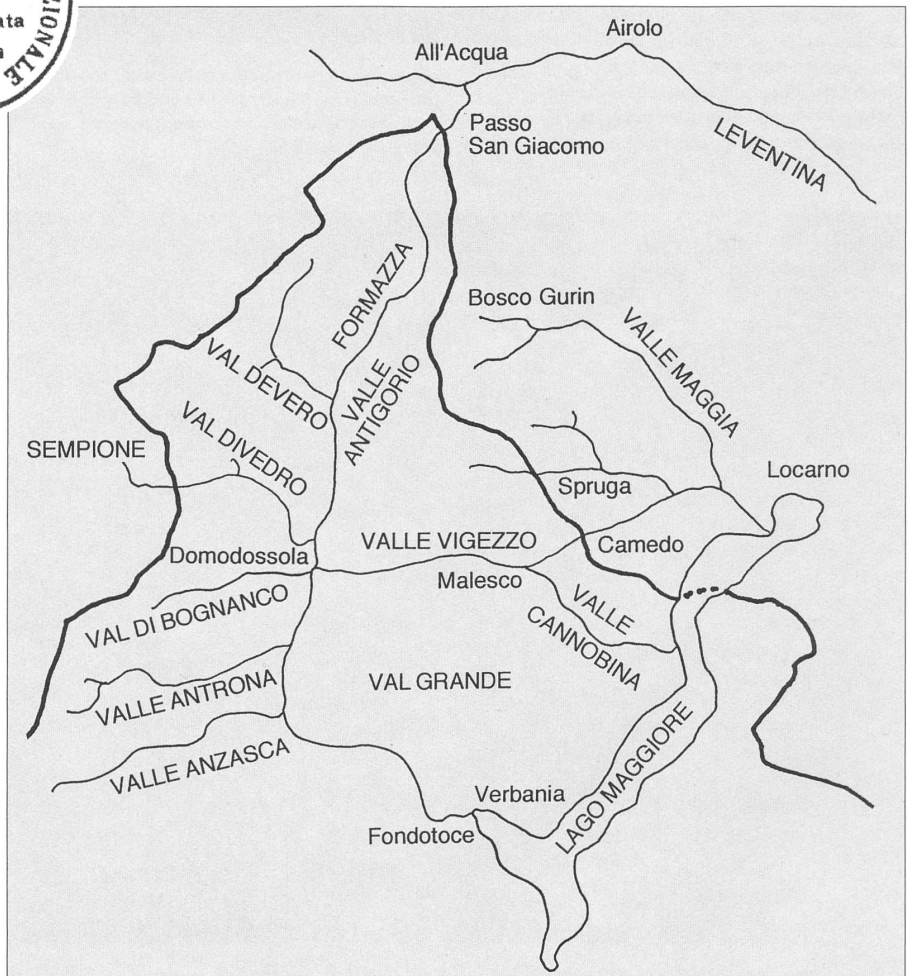 IONALE
All'Acqua
Airolo
Passo
San Giacomo
LEVENTINA
FORMAZZA
Bosco Gurin
VALLE MAGGIA
VAL DEVERO
VALLE
ANTIGORIO
VAL DIVEDRO
SEMPIONE
Spruga
Locarno
Domodossola
VALLE VIGEZZO
Camedo
Malesco
VAL DI BOGNANCO
VALLE
CANNOBINA
VALLE ANTRONA
VAL GRANDE
VALLE ANZASCA
LAGO MAGGIORE
Verbania
Fondotoce